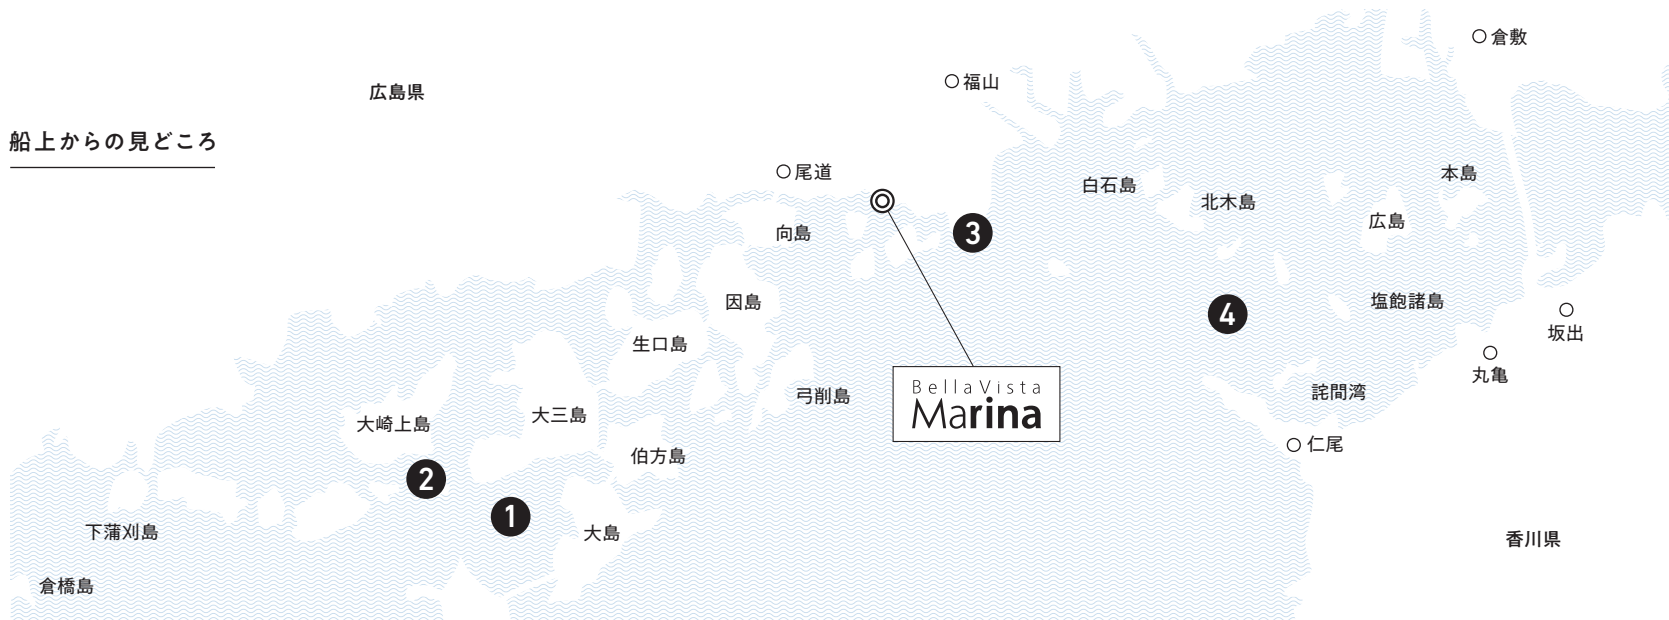 倉敷
福山
広島県
船上からの見どころ
尾道
本島
白石島
北木島
広島
向島
3
因島
塩飽諸島
4
坂出
生口島
丸亀
BellaVista
Marina
弓削島
詫間湾
大三島
大崎上島
仁尾
伯方島
2
1
下蒲刈島
大島
香川県
倉橋島